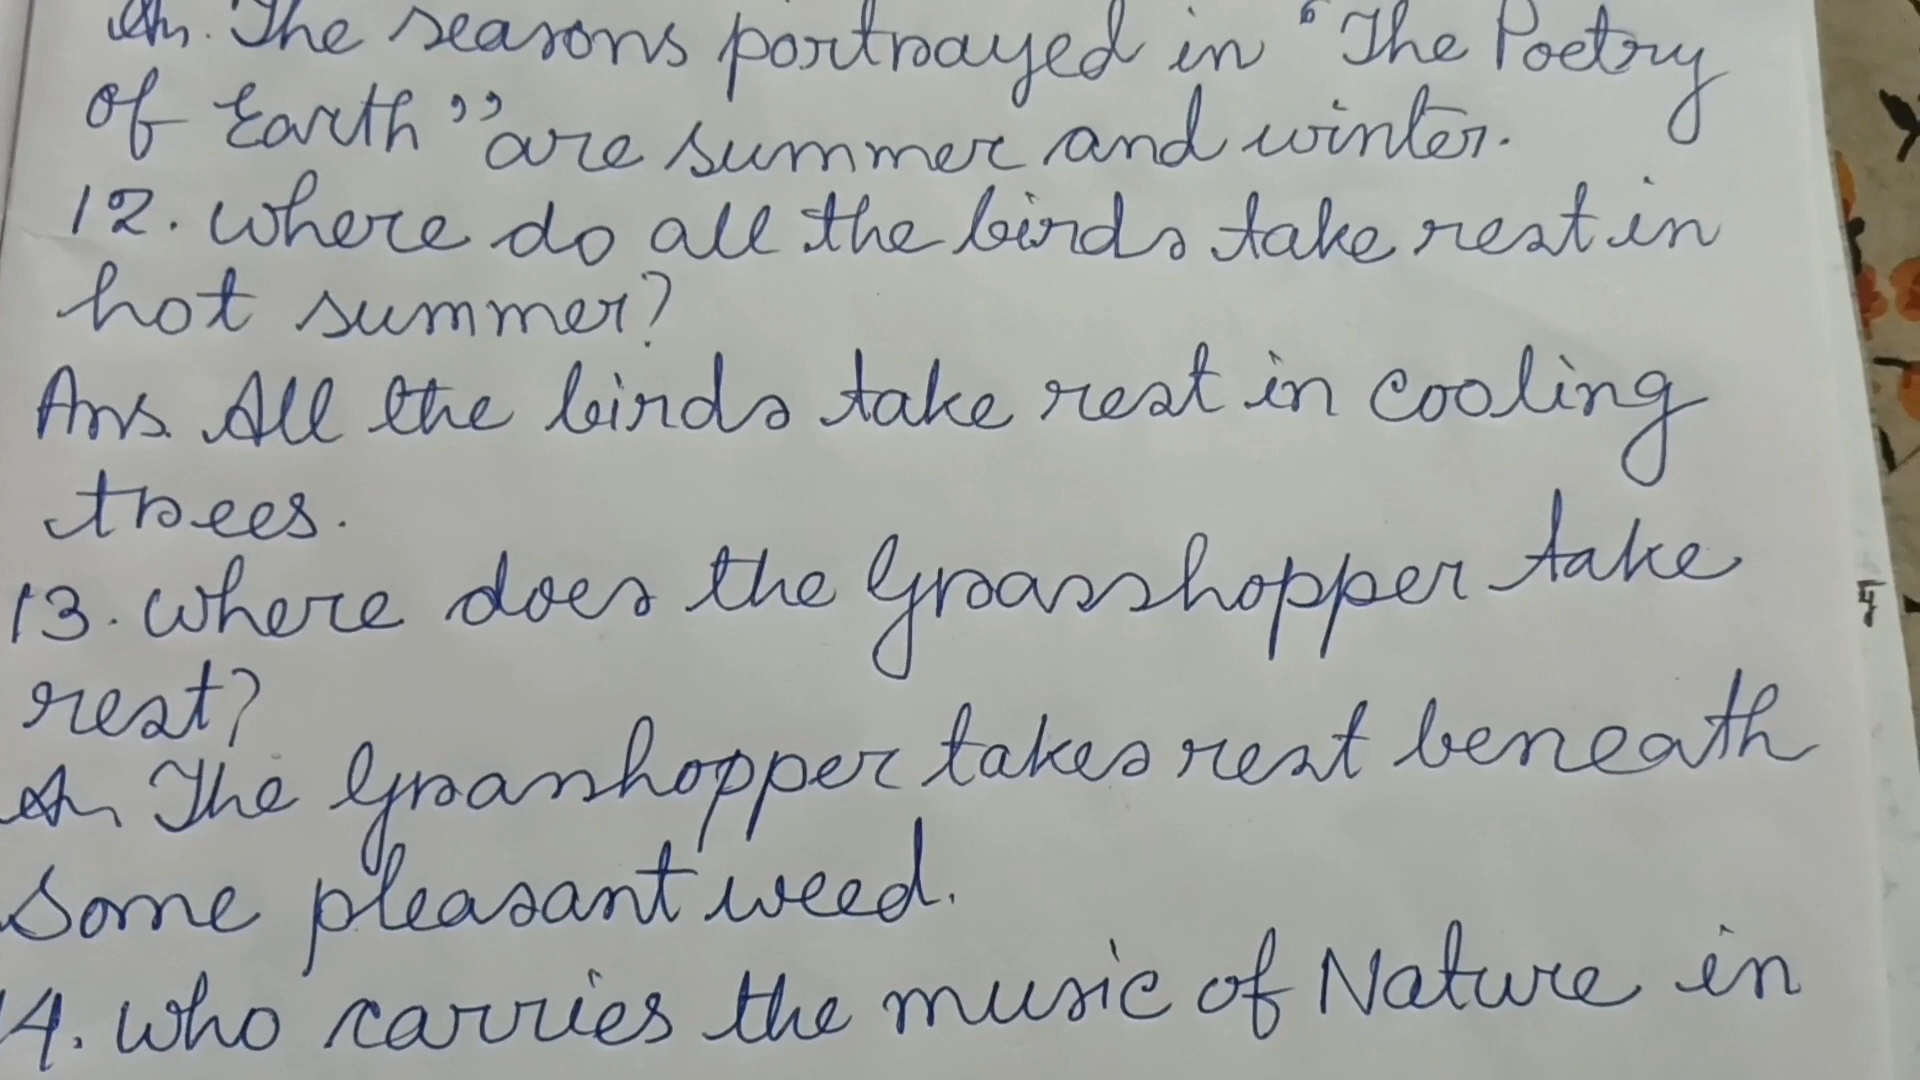 An. The seasons portrayed in "The Poetry
of Earth" are summer and winter.
12. Where do all the birds take rest in
hot summer?
Ans. All the birds take rest in cooling
trees.
13. Where does the Grasshopper take
rest?
An. The Grasshopper takes rest beneath
Some pleasant weed.
14. Who carries the music of Nature in